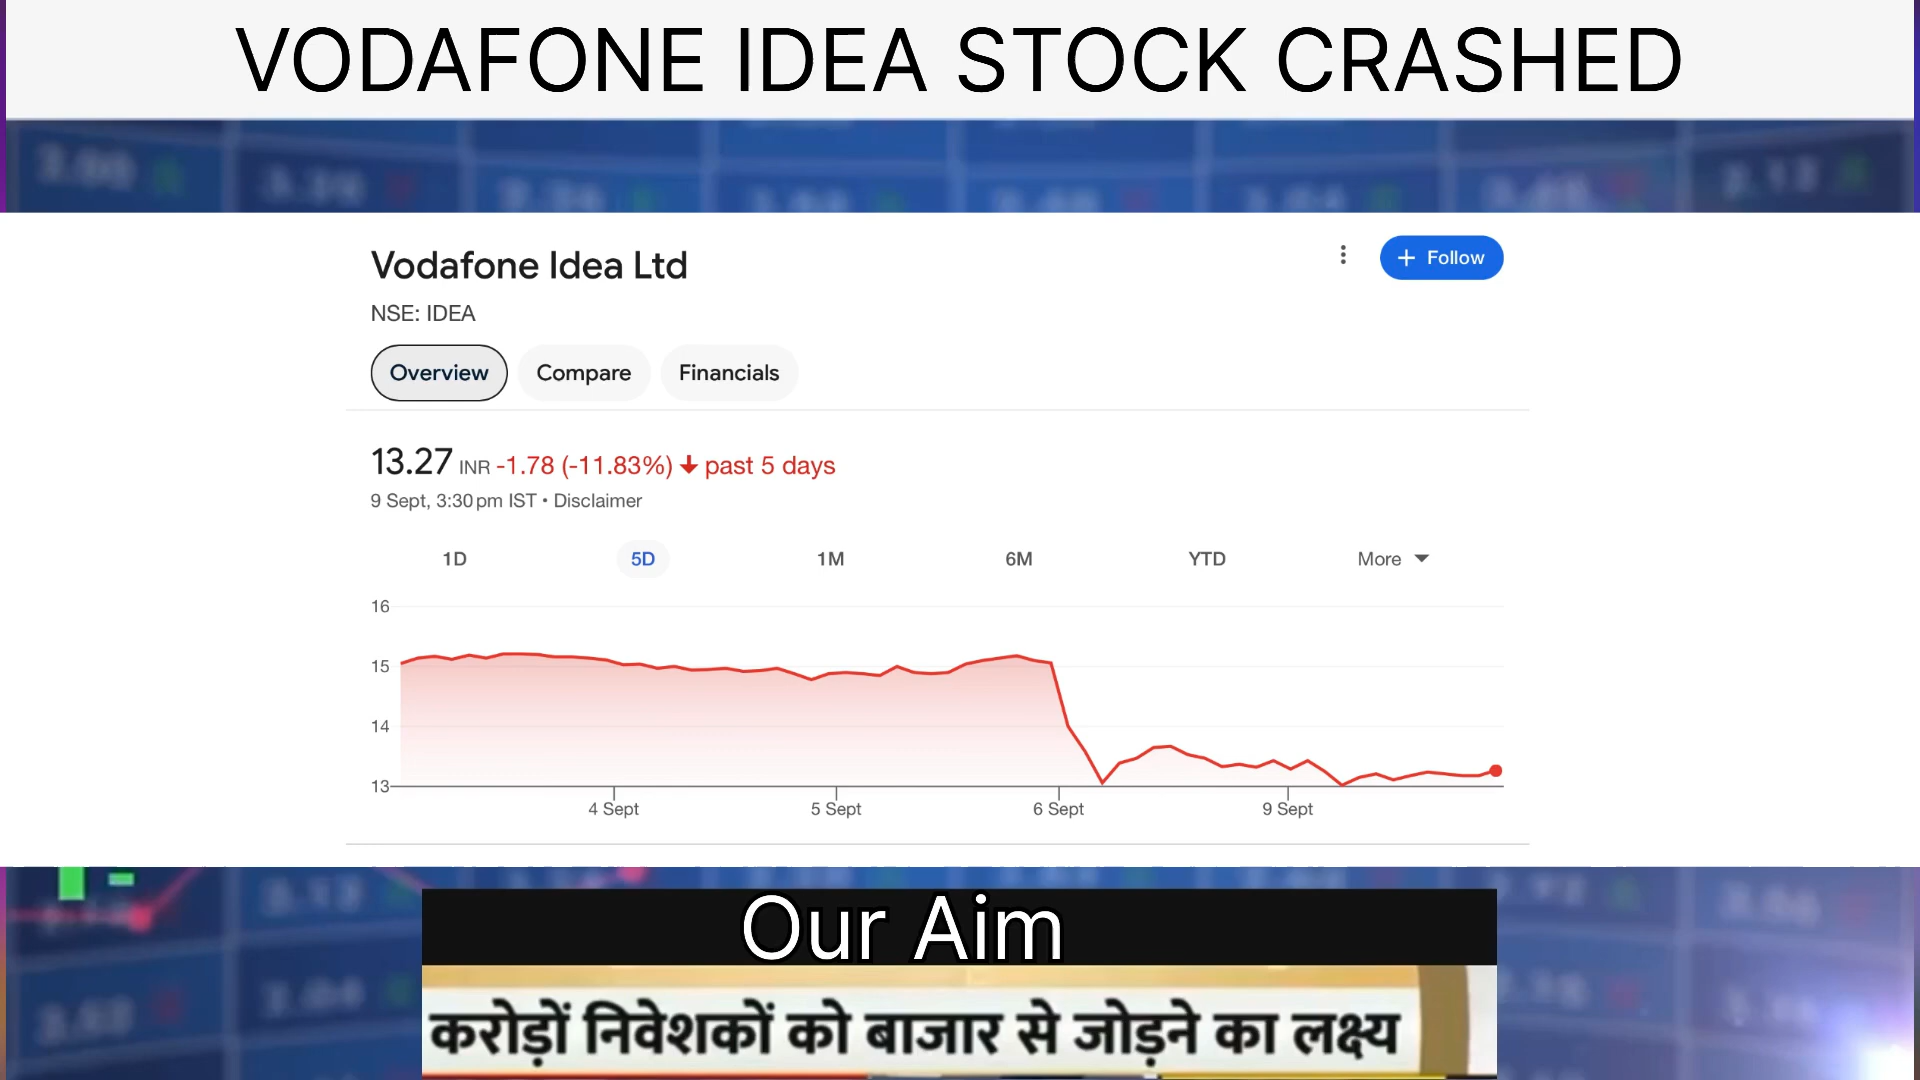 VODAFONE IDEA STOCK CRASHED
Vodafone Idea Ltd
+ Follow
NSE: IDEA
Overview Compare Financials
13.27 INR -1.78 (-11.83%) ↓ past 5 days
9 Sept, 3:30 pm IST • Disclaimer
1D 5D 1M 6M YTD More
16
15
14
13
4 Sept 5 Sept 6 Sept 9 Sept
Our Aim
करोड़ों निवेशकों को बाजार से जोड़ने का लक्ष्य